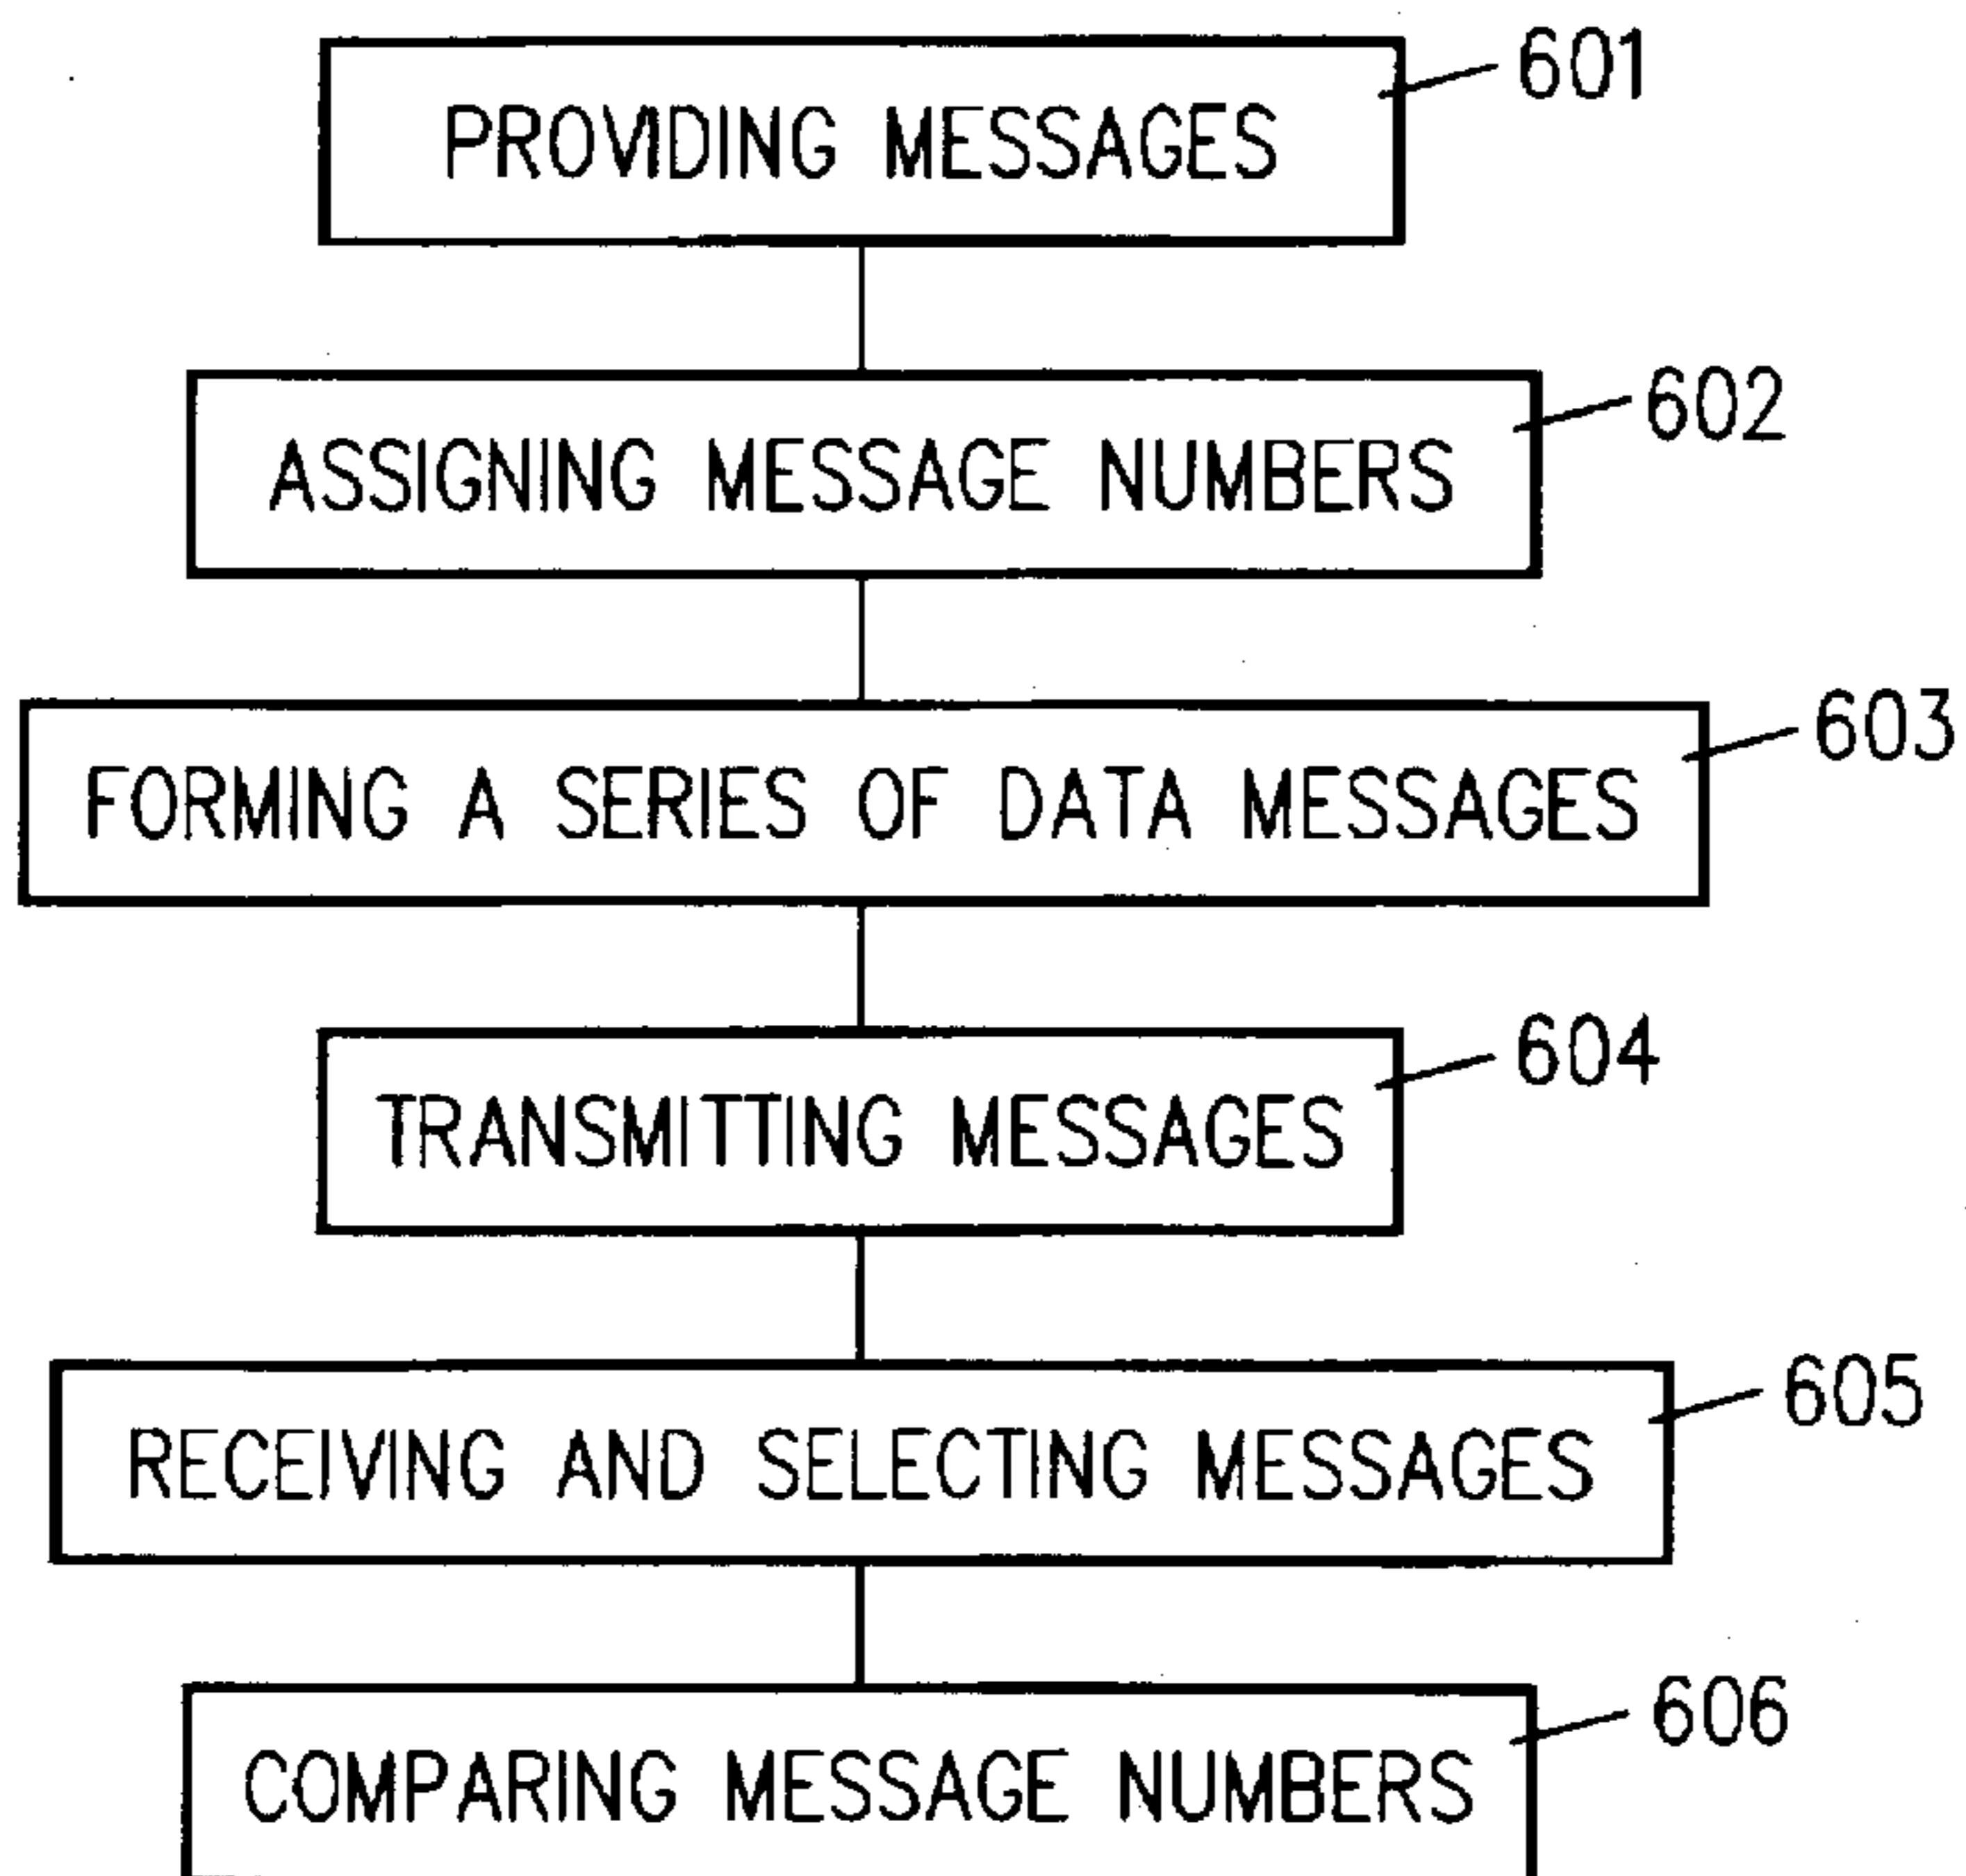 PROVIDING MESSAGES
601
ASSIGNING MESSAGE NUMBERS
602
FORMING A SERIES OF DATA MESSAGES
603
TRANSMITTING MESSAGES
604
RECEIVING AND SELECTING MESSAGES
605
COMPARING MESSAGE NUMBERS
606